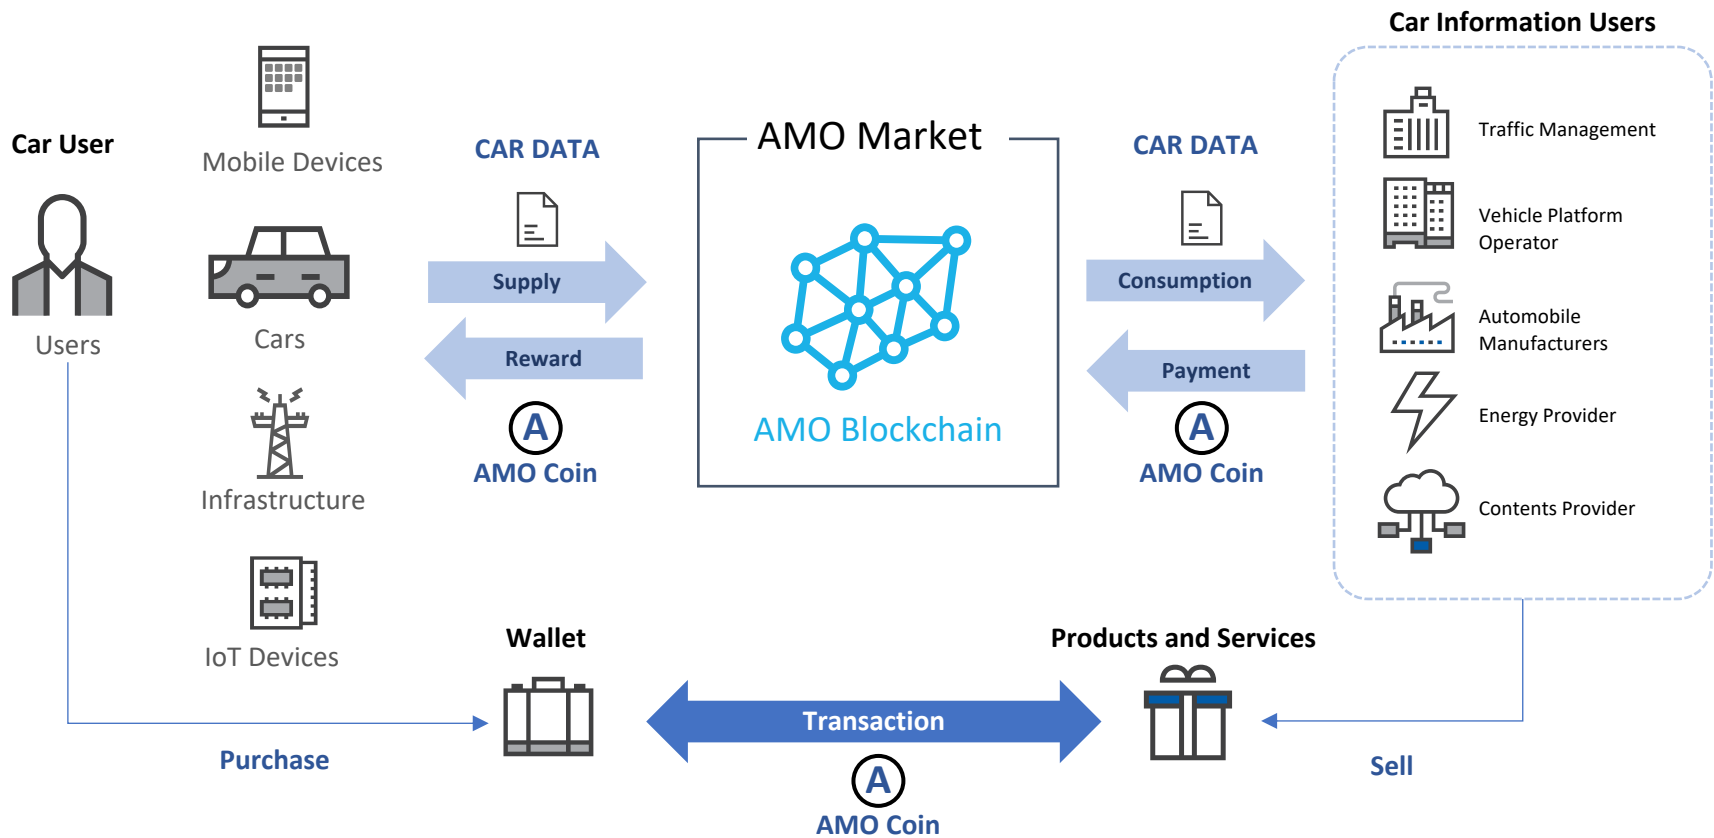 Car Information Users
Car User
Mobile Devices
CAR DATA
AMO Market
CAR DATA
Traffic Management
Vehicle Platform
Operator
Supply
Consumption
Users
Cars
Automobile
Manufacturers
Reward
Payment
A
AMO Blockchain
A
Energy Provider
AMO Coin
AMO Coin
Infrastructure
Contents Provider
IoT Devices
Wallet
Products and Services
Transaction
Purchase
Sell
A
AMO Coin